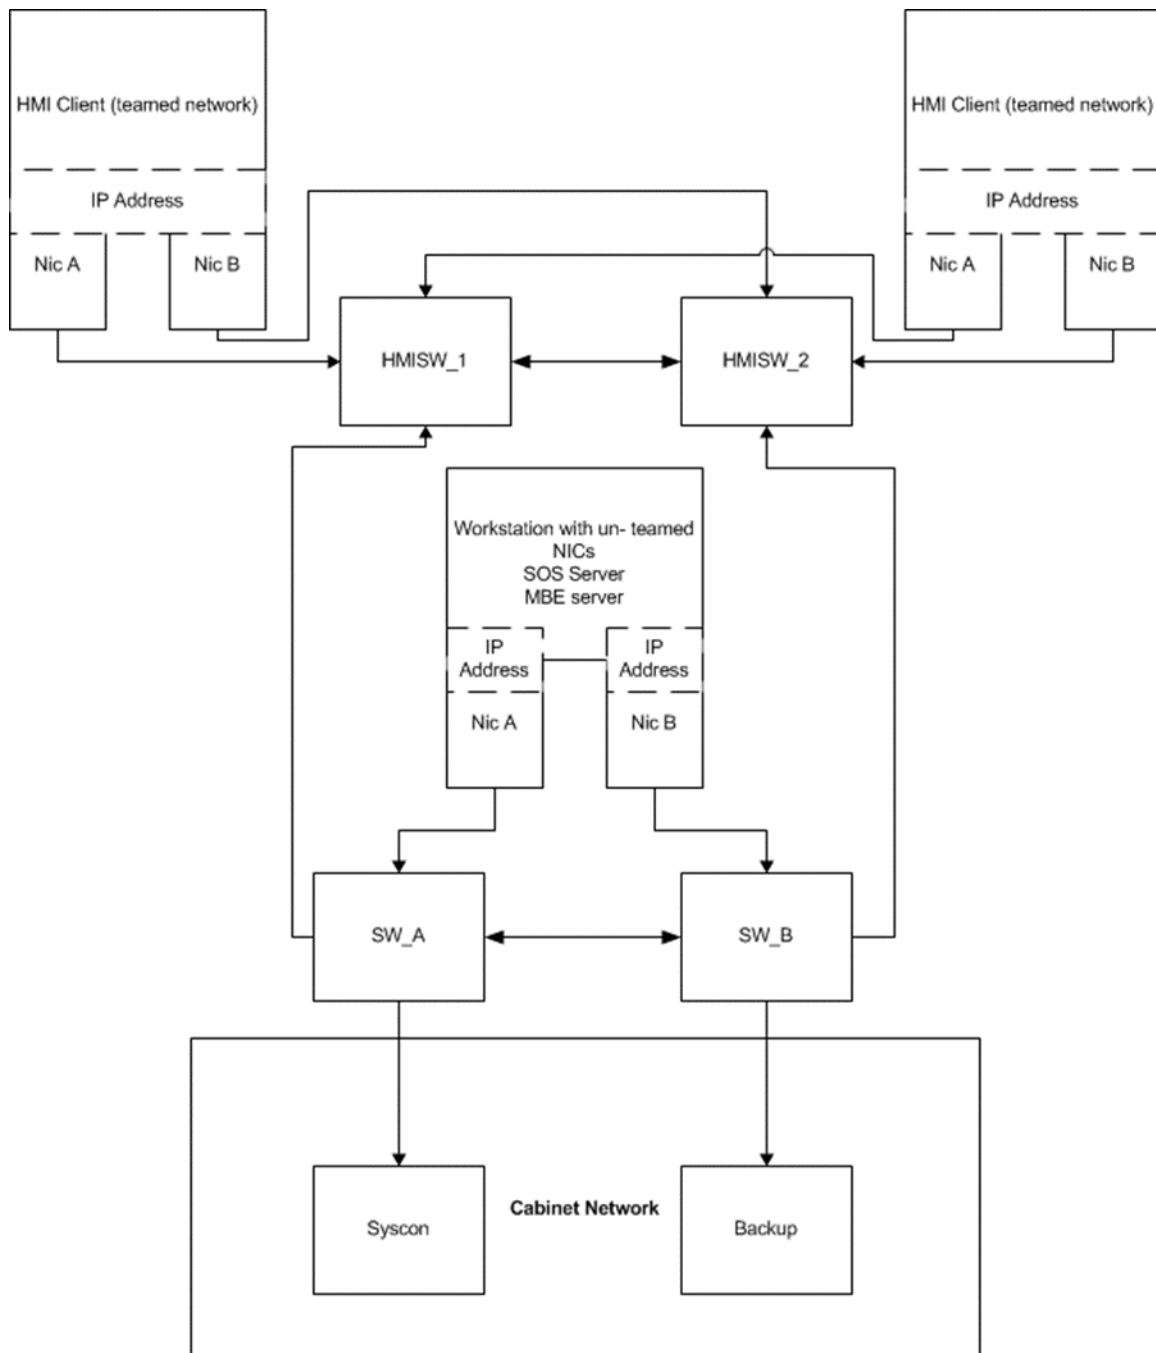 HMI Client (teamed network)
IP Address
Nic A
Nic B
HMI Client (teamed network)
IP Address
Nic A
Nic B
HMISW_1
HMISW_2
Workstation with un- teamed
NICs
SOS Server
MBE server
IP
Address
Nic A
IP
Address
Nic B
SW_A
SW_B
Syscon
Cabinet Network
Backup